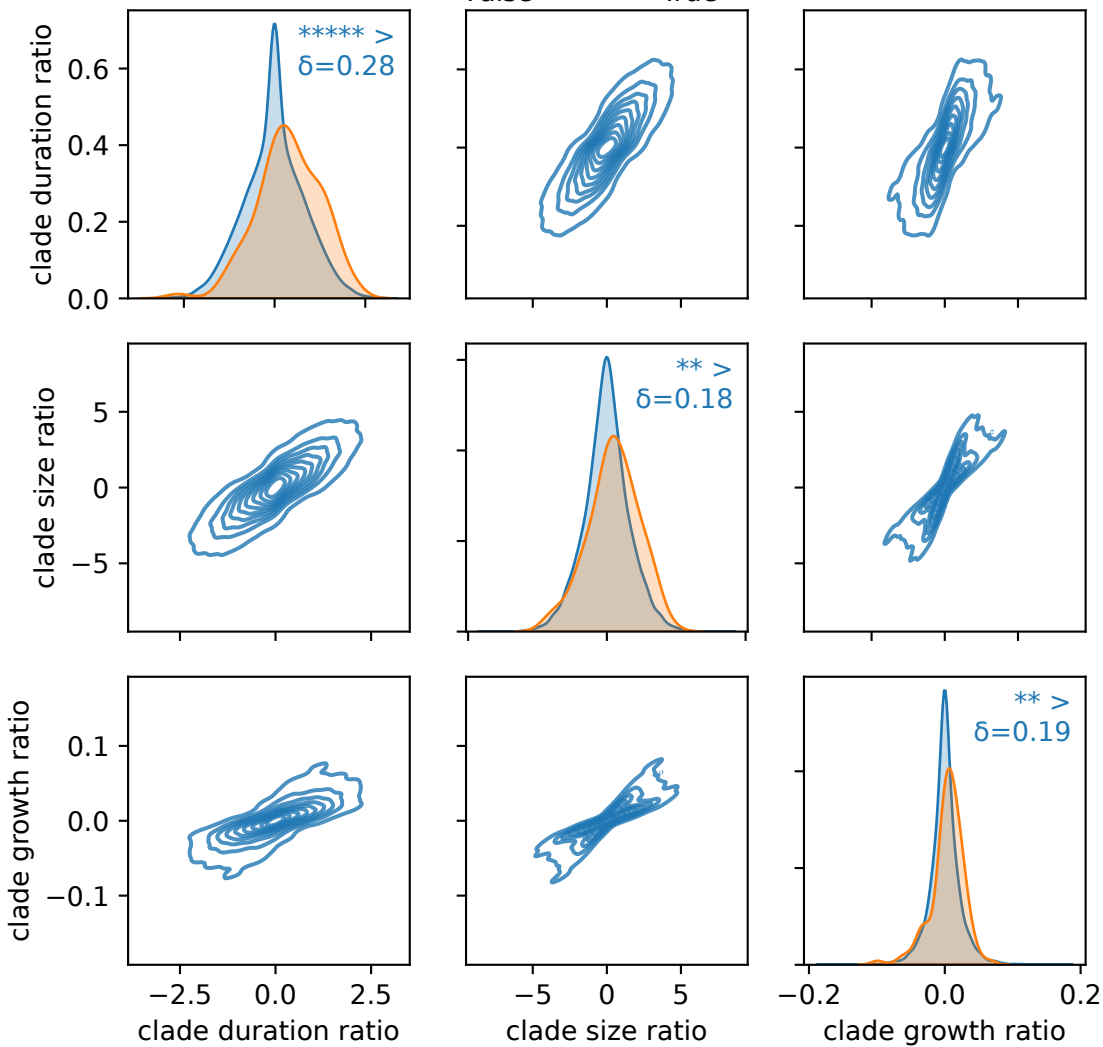 ***** >
δ=0.28
clade duration ratio
0.6
0.4
0.2
0.0
** >
δ=0.18
clade size ratio
5
0
−5
** >
δ=0.19
clade growth ratio
0.1
0.0
−0.1
−2.5 0.0 2.5
−5 0 5
−0.2 0.0 0.2
clade duration ratio
clade size ratio
clade growth ratio